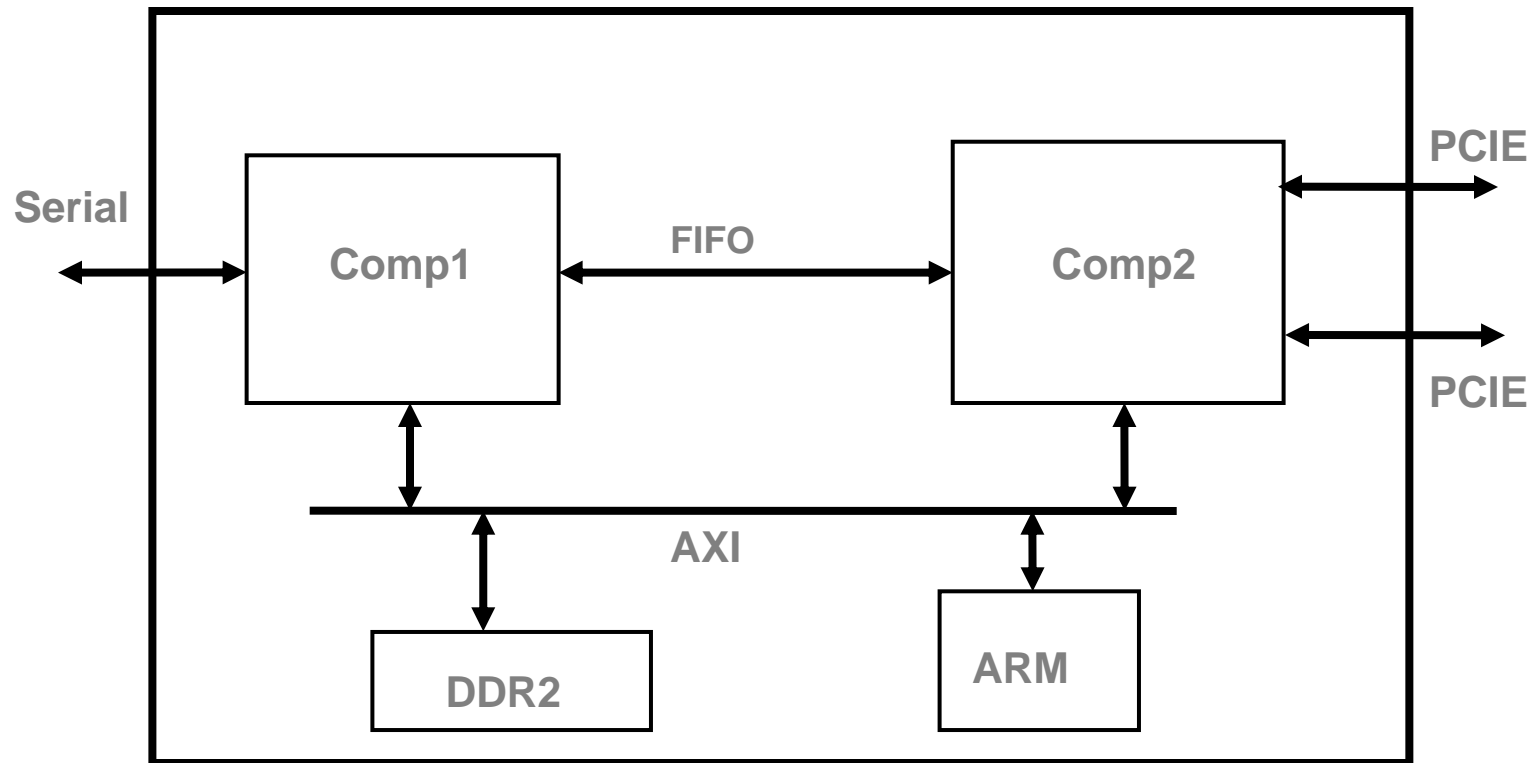 PCIE
Serial
FIFO
Comp1
Comp2
PCIE
AXI
ARM
DDR2